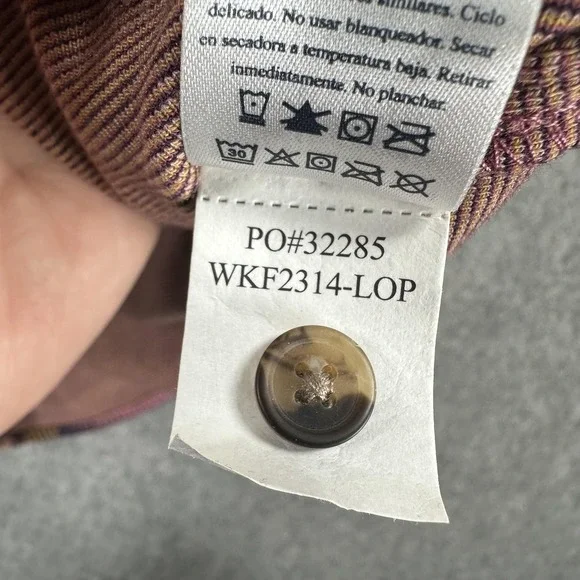 similares. Ciclo
delicado. No usar blanqueador. Secar
en secadora a temperatura baja. Retirar
inmediatamente. No planchar.
30
PO#32285
WKF2314-LOP